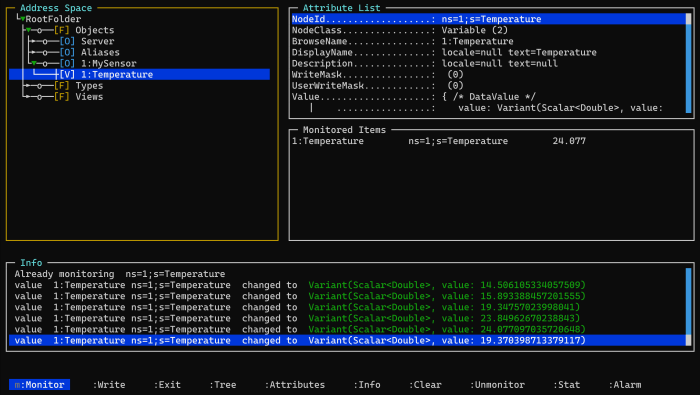 Address Space
RootFolder
[F] Objects
[O] Server
[O] Aliases
[O] 1:MySensor
[V] 1:Temperature
[F] Types
[F] Views
Attribute List
NodeId..................: ns=1;s=Temperature
NodeClass...............: Variable (2)
BrowseName..............: 1:Temperature
DisplayName.............: locale=null text=Temperature
Description.............: locale=null text=null
WriteMask...............:  (0)
UserWriteMask...........:  (0)
Value...................: { /* DataValue */
|    ................:    value: Variant(Scalar<Double>, value:
Monitored Items
1:Temperature ns=1;s=Temperature 24.077
Info
Already monitoring  ns=1;s=Temperature
value  1:Temperature ns=1;s=Temperature  changed to  Variant(Scalar<Double>, value: 14.506105334057509)
value  1:Temperature ns=1;s=Temperature  changed to  Variant(Scalar<Double>, value: 15.893388457201555)
value  1:Temperature ns=1;s=Temperature  changed to  Variant(Scalar<Double>, value: 19.34757023998041)
value  1:Temperature ns=1;s=Temperature  changed to  Variant(Scalar<Double>, value: 23.84962670238843)
value  1:Temperature ns=1;s=Temperature  changed to  Variant(Scalar<Double>, value: 24.077097035720648)
value  1:Temperature ns=1;s=Temperature  changed to  Variant(Scalar<Double>, value: 19.370398713379117)
m:Monitor :Write :Exit :Tree :Attributes :Info :Clear :Unmonitor :Stat :Alarm